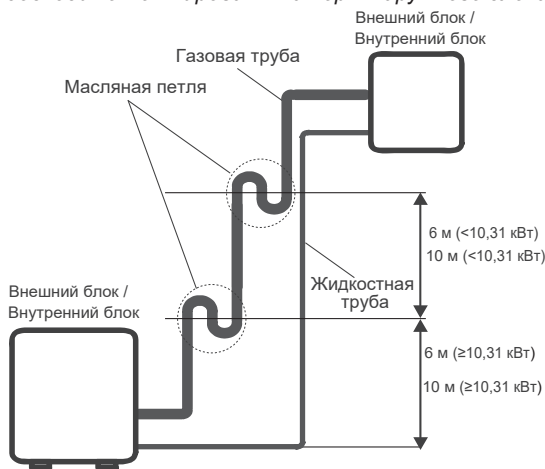 Внешний блок /
Внутренний блок
Газовая труба
Масляная петля
6 м (<10,31 кВт)
10 м (<10,31 кВт)
Жидкостная
труба
Внешний блок /
Внутренний блок
6 м (≥10,31 кВт)
10 м (≥10,31 кВт)